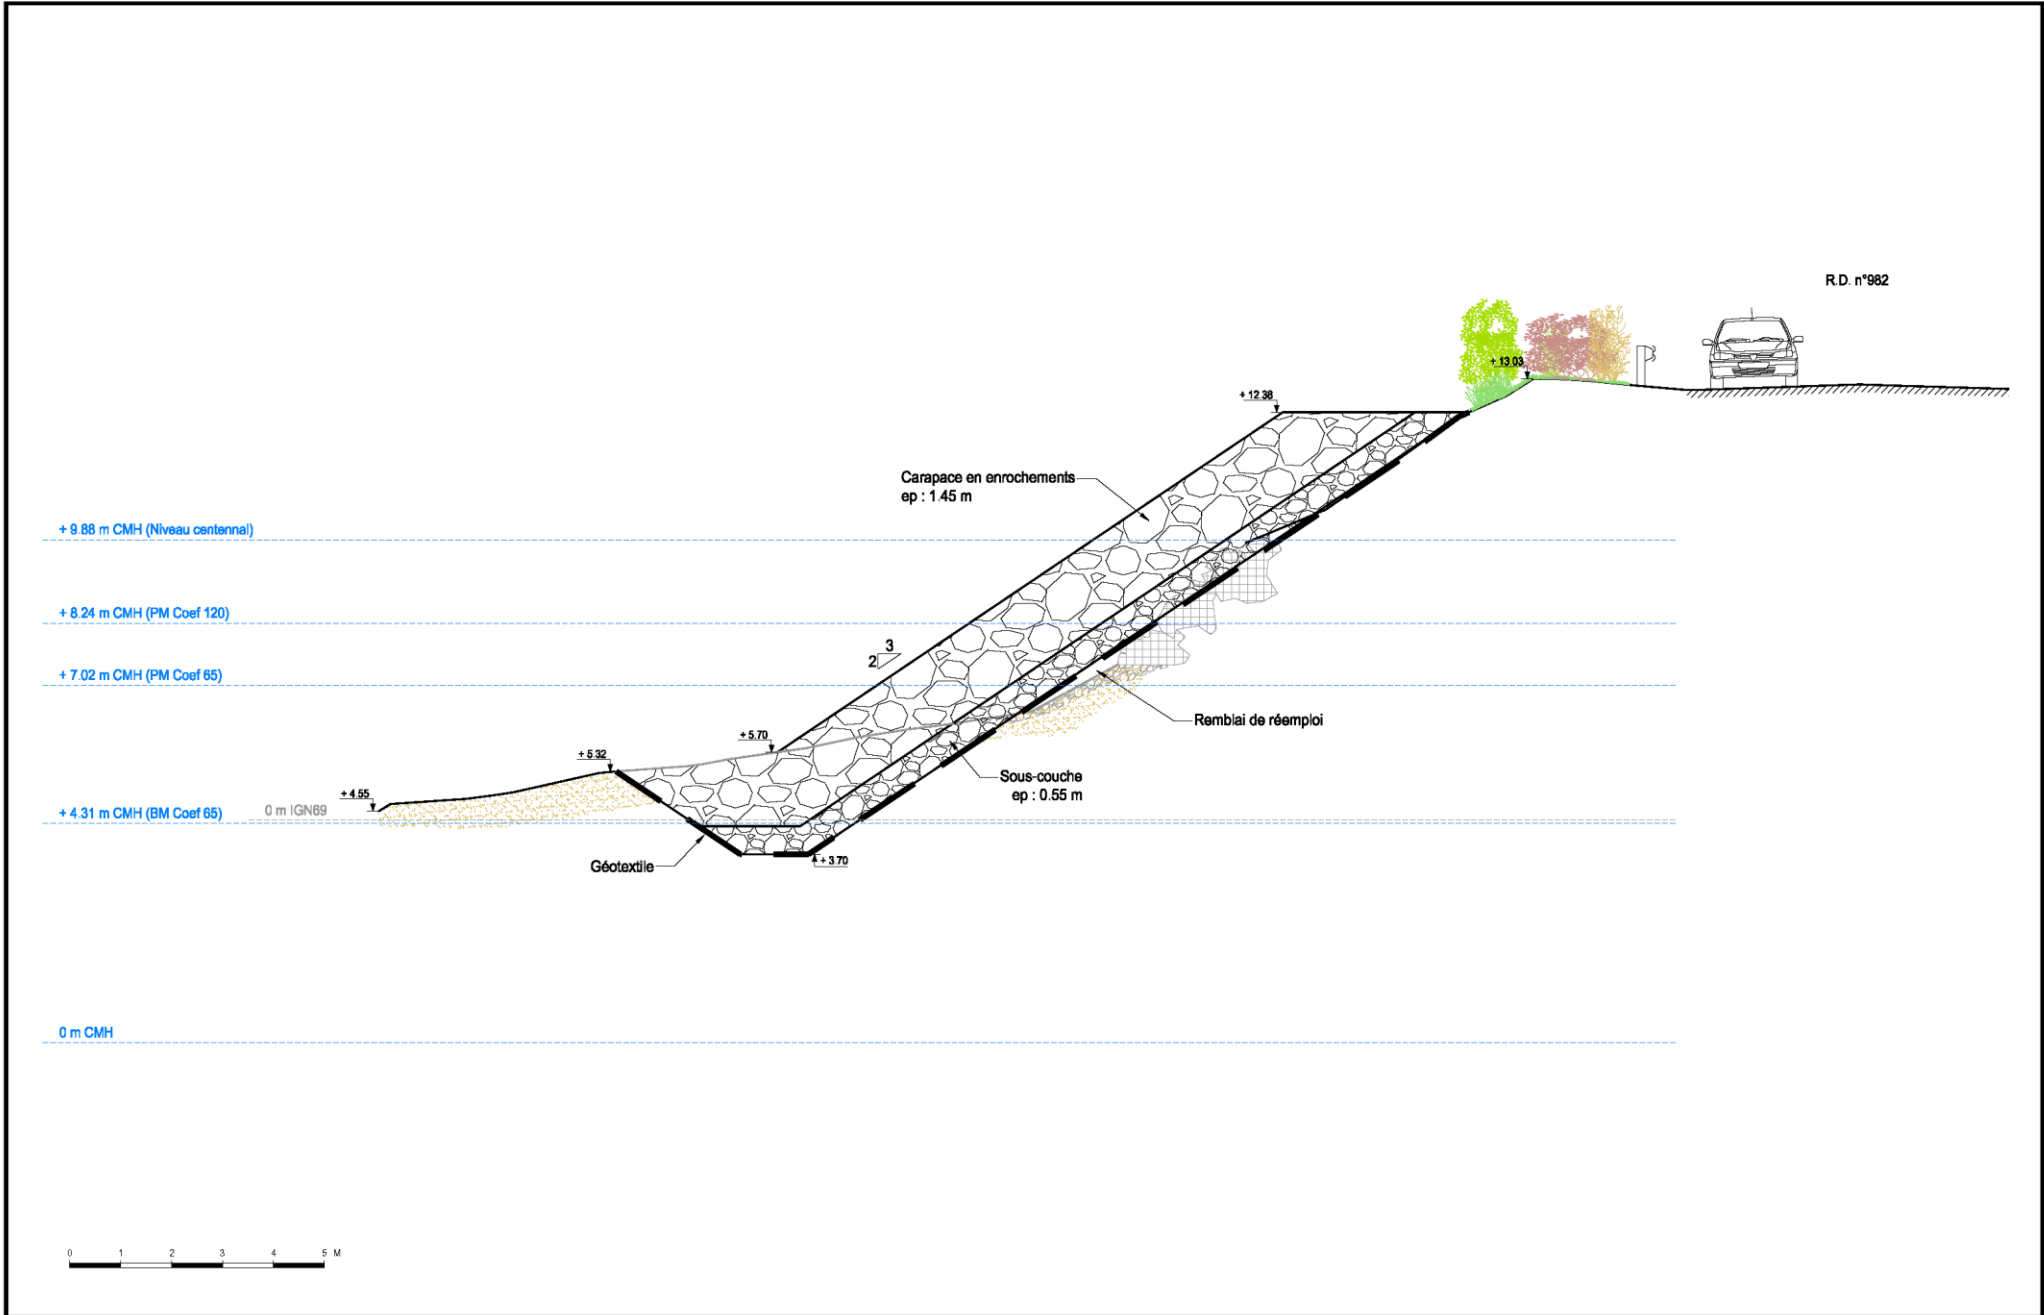 R.D. n°982
+ 13.03
+ 12.38
Carapace en enrochements
ep : 1.45 m
+ 9.88 m CMH (Niveau centennal)
+ 8.24 m CMH (PM Coef 120)
3
2
+ 7.02 m CMH (PM Coef 65)
Remblai de réemploi
+ 5.70
+ 5.32
Sous-couche
ep : 0.55 m
+ 4.55
0 m IGN69
+ 4.31 m CMH (BM Coef 65)
Géotextile
+ 3.70
0 m CMH
0 1 2 3 4 5 M